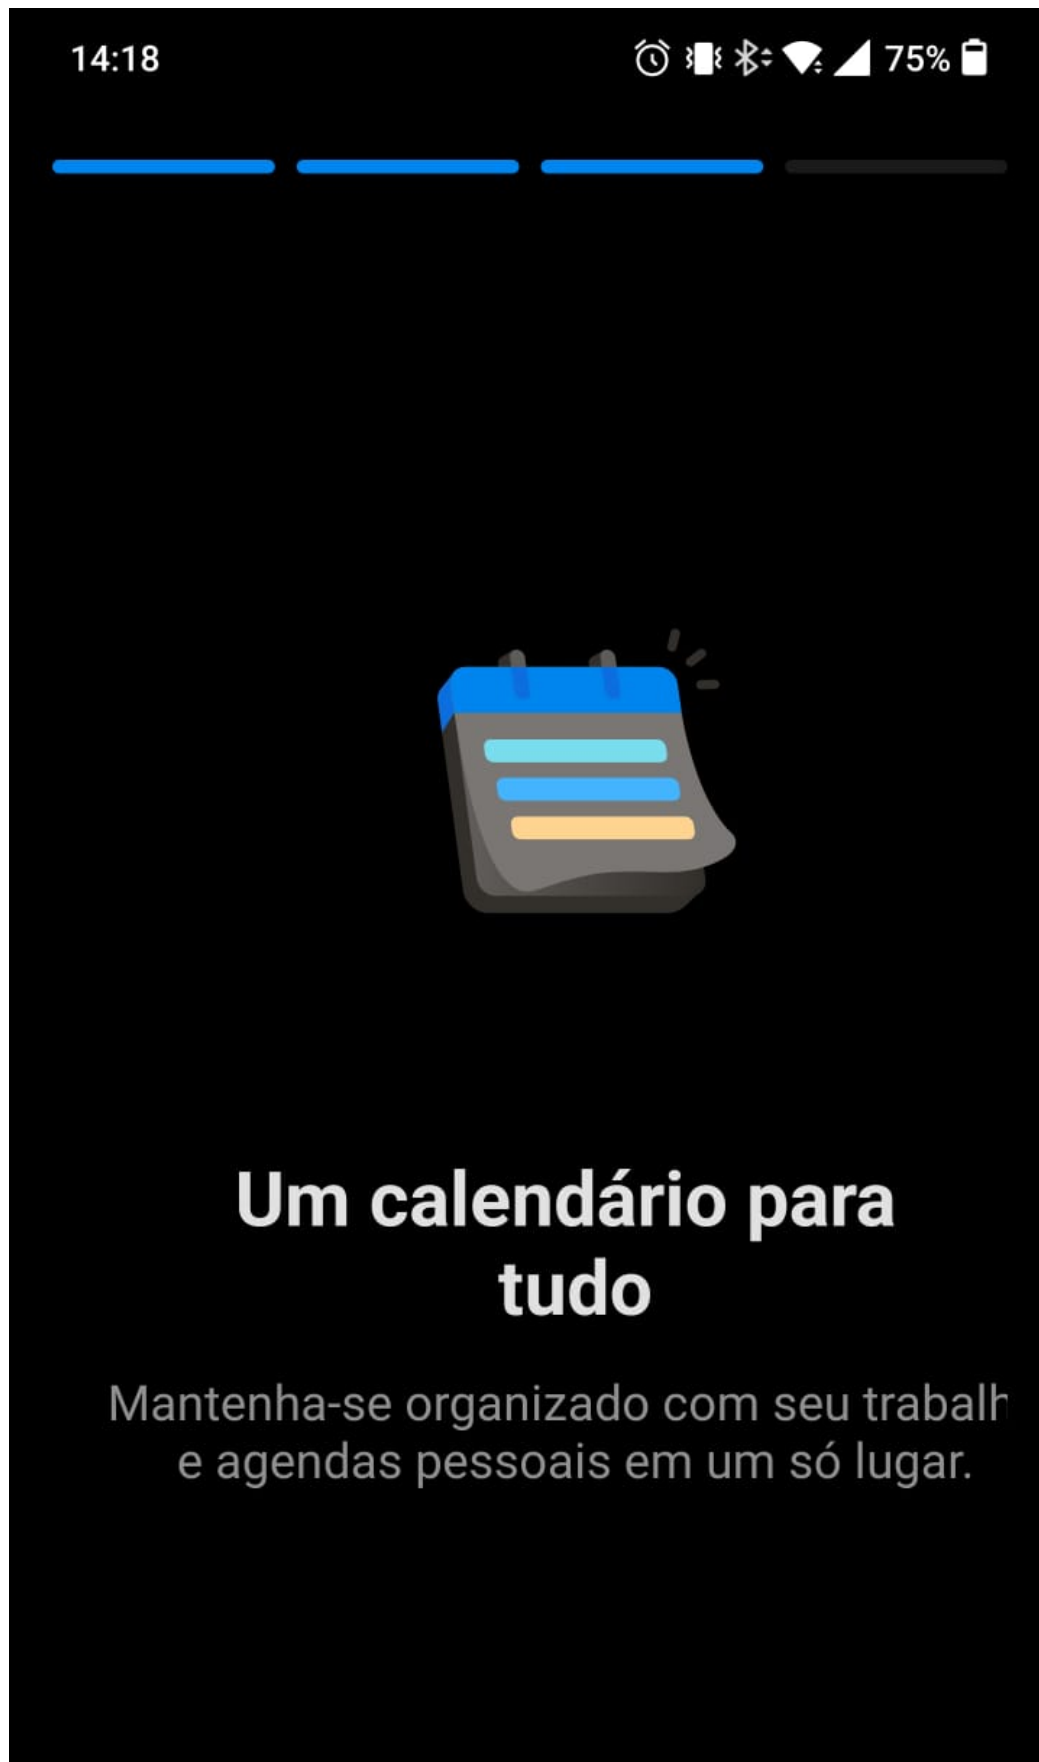 14:18 75%
Um calendário para
tudo
Mantenha-se organizado com seu trabalh
e agendas pessoais em um só lugar.